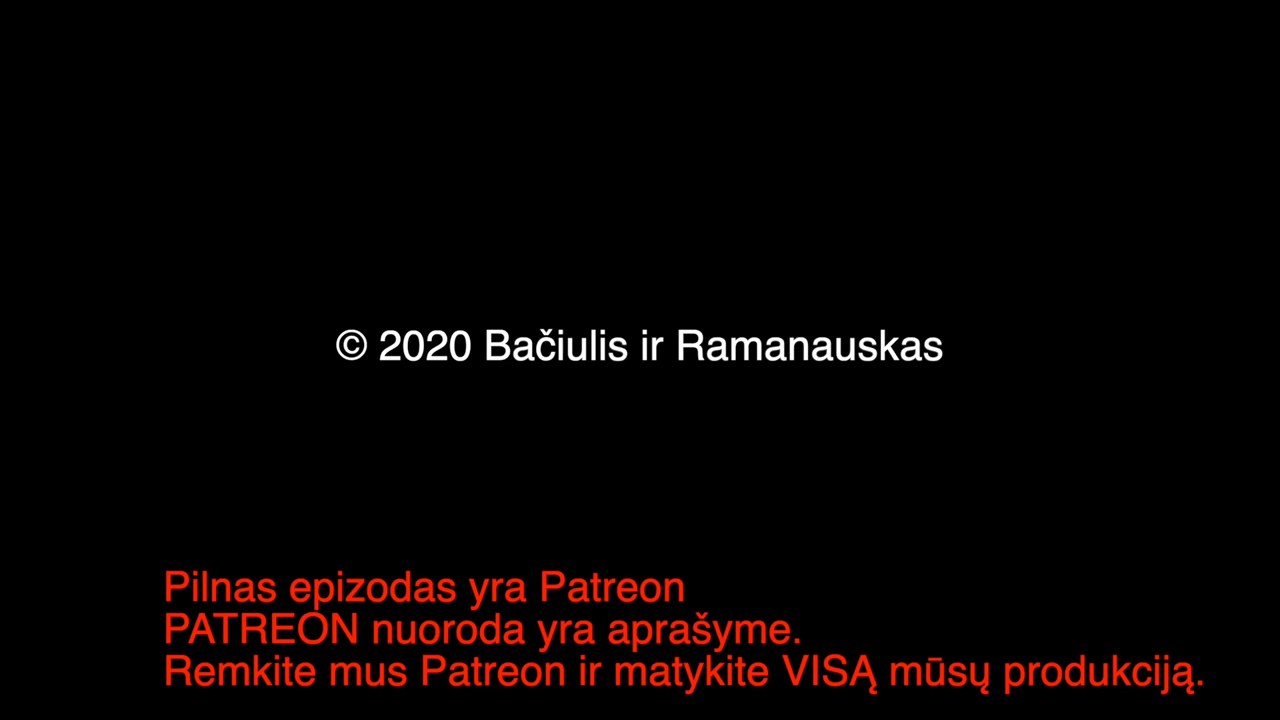 © 2020 Bačiulis ir Ramanauskas
Pilnas epizodas yra Patreon
PATREON nuoroda yra aprašyme.
Remkite mus Patreon ir matykite VISĄ mūsų produkciją.